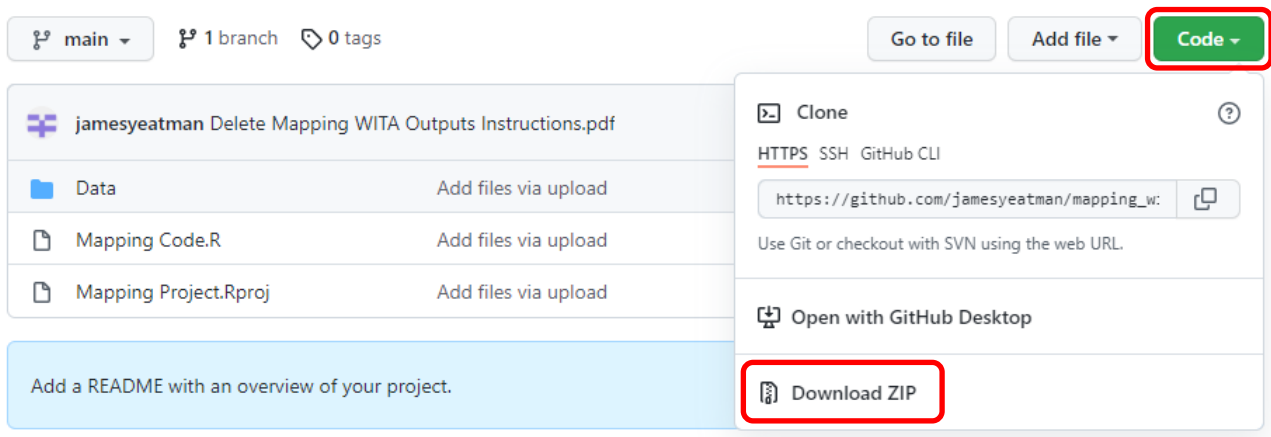 main 1 branch 0 tags Go to file Add file Code
jamesyeatman Delete Mapping WITA Outputs Instructions.pdf
Data Add files via upload
Mapping Code.R Add files via upload
Mapping Project.Rproj Add files via upload
Add a README with an overview of your project.
Clone
HTTPS SSH GitHub CLI
https://github.com/jamesyeatman/mapping_w
Use Git or checkout with SVN using the web URL.
Open with GitHub Desktop
Download ZIP